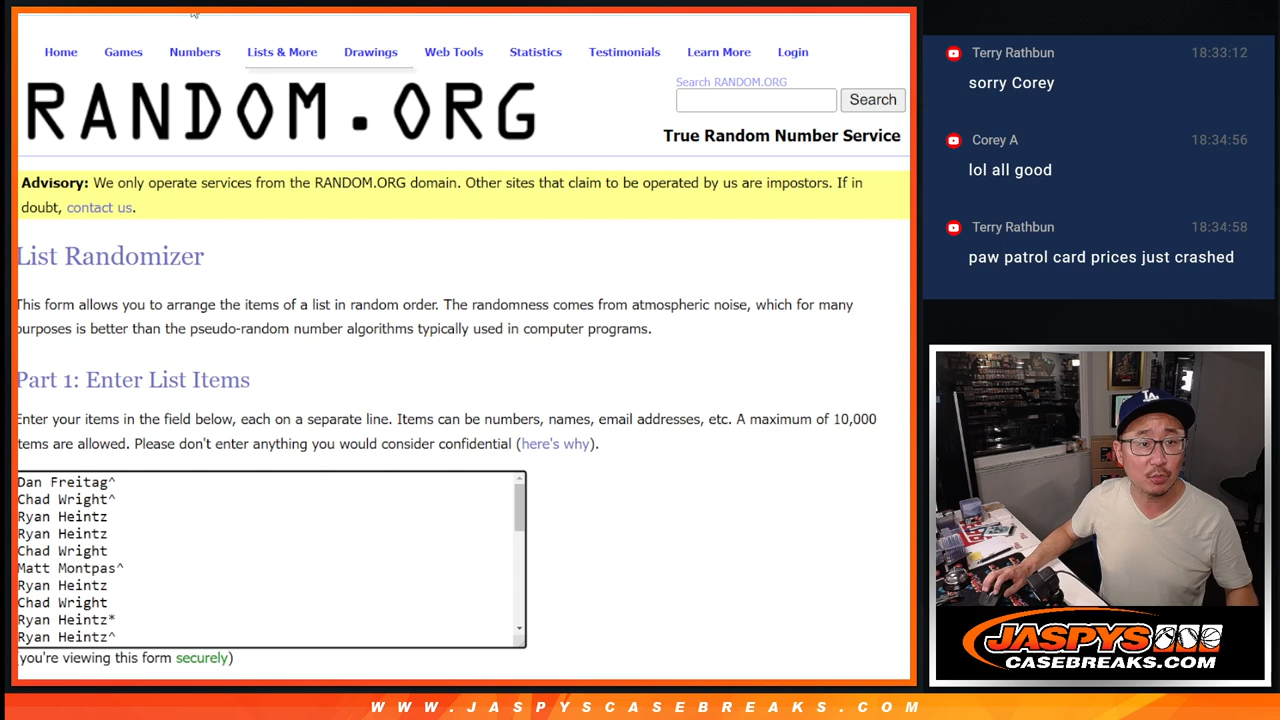 Home Games Numbers Lists & More Drawings Web Tools Statistics Testimonials Learn More Login
RANDOM.ORG
Search RANDOM.ORG
Search
True Random Number Service
Advisory: We only operate services from the RANDOM.ORG domain. Other sites that claim to be operated by us are impostors. If in
doubt, contact us.
List Randomizer
This form allows you to arrange the items of a list in random order. The randomness comes from atmospheric noise, which for many
purposes is better than the pseudo-random number algorithms typically used in computer programs.
Part 1: Enter List Items
Enter your items in the field below, each on a separate line. Items can be numbers, names, email addresses, etc. A maximum of 10,000
items are allowed. Please don't enter anything you would consider confidential (here's why).
Dan Freitag^
Chad Wright^
Ryan Heintz
Ryan Heintz
Chad Wright
Matt Montpas^
Ryan Heintz
Chad Wright
Ryan Heintz*
Ryan Heintz^
(you're viewing this form securely)
Terry Rathbun 18:33:12
sorry Corey
Corey A 18:34:56
lol all good
Terry Rathbun 18:34:58
paw patrol card prices just crashed
LA
JASPYS
CASEBREAKS.COM
WWW.JASPYSCASEBREAKS.COM